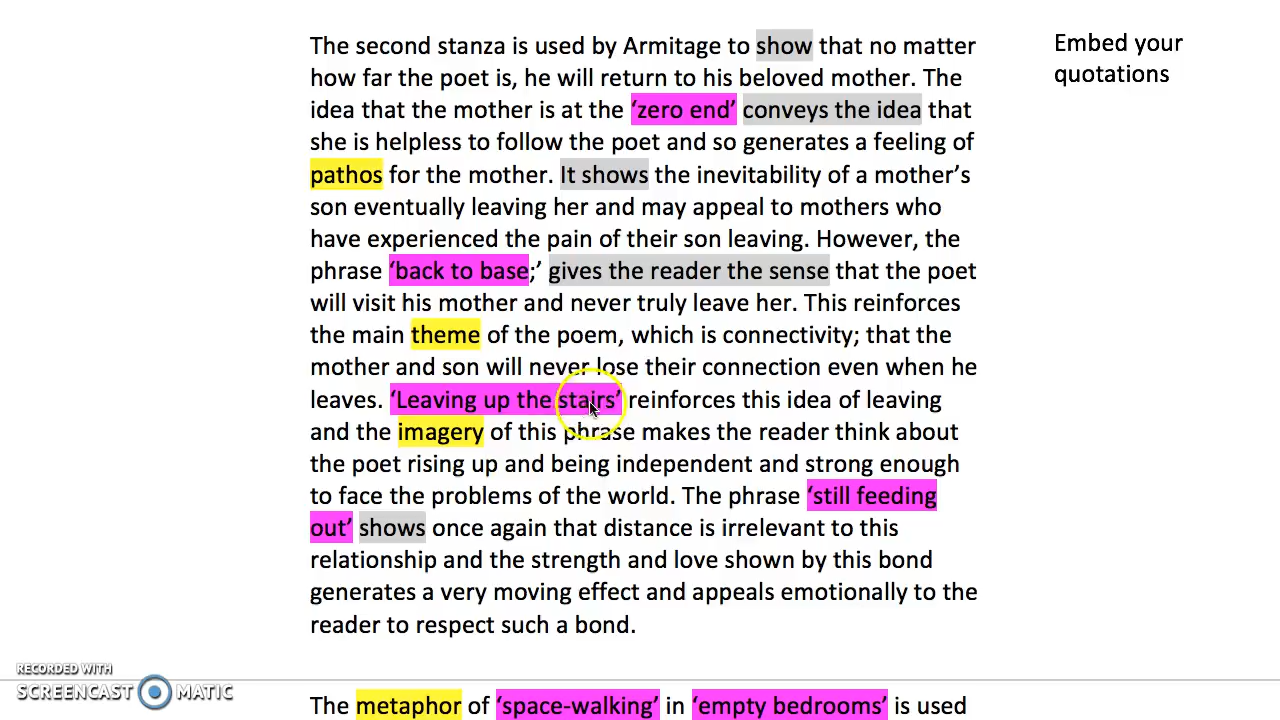 The second stanza is used by Armitage to show that no matter
how far the poet is, he will return to his beloved mother. The
idea that the mother is at the ‘zero end’ conveys the idea that
she is helpless to follow the poet and so generates a feeling of
pathos for the mother. It shows the inevitability of a mother’s
son eventually leaving her and may appeal to mothers who
have experienced the pain of their son leaving. However, the
phrase ‘back to base;’ gives the reader the sense that the poet
will visit his mother and never truly leave her. This reinforces
the main theme of the poem, which is connectivity; that the
mother and son will never lose their connection even when he
leaves. ‘Leaving up the stairs’ reinforces this idea of leaving
and the imagery of this phrase makes the reader think about
the poet rising up and being independent and strong enough
to face the problems of the world. The phrase ‘still feeding
out’ shows once again that distance is irrelevant to this
relationship and the strength and love shown by this bond
generates a very moving effect and appeals emotionally to the
reader to respect such a bond.
The metaphor of ‘space-walking’ in ‘empty bedrooms’ is used
Embed your
quotations
RECORDED WITH
SCREENCAST MATIC